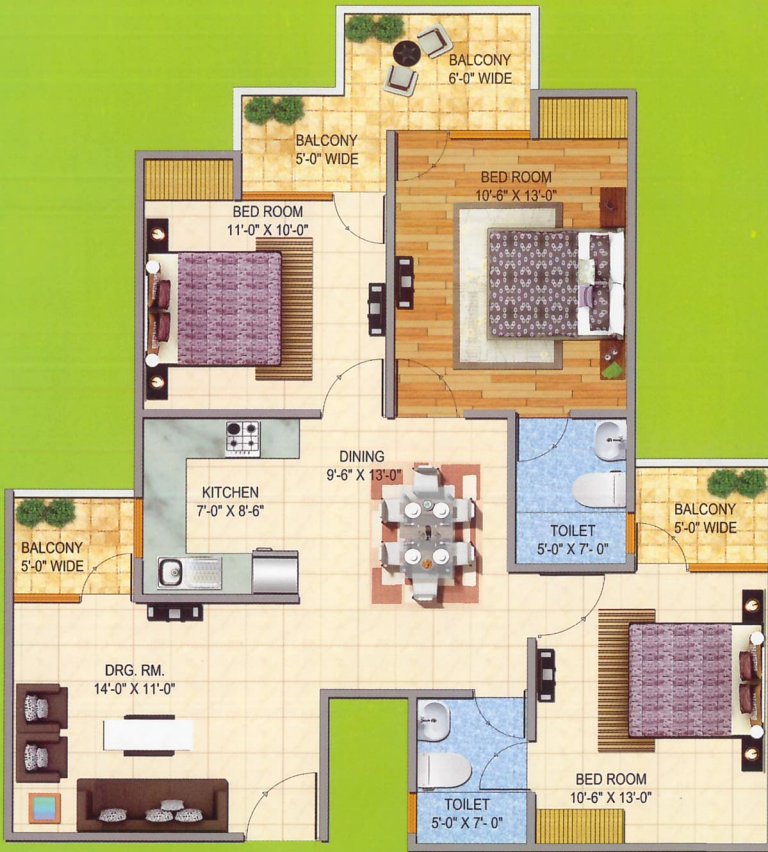 BALCONY
6'-0" WIDE
BALCONY
5'-0" WIDE
BED ROOM
10'-6" X 13'-0"
BED ROOM
11'-0" X 10'-0"
DINING
9'-6" X 13'-0"
KITCHEN
7'-0" X 8'-6"
BALCONY
5'-0" WIDE
TOILET
5'-0" X 7'- 0"
BALCONY
5'-0" WIDE
DRG. RM.
14'-0" X 11'-0"
BED ROOM
10'-6" X 13'-0"
TOILET
5'-0" X 7'- 0"